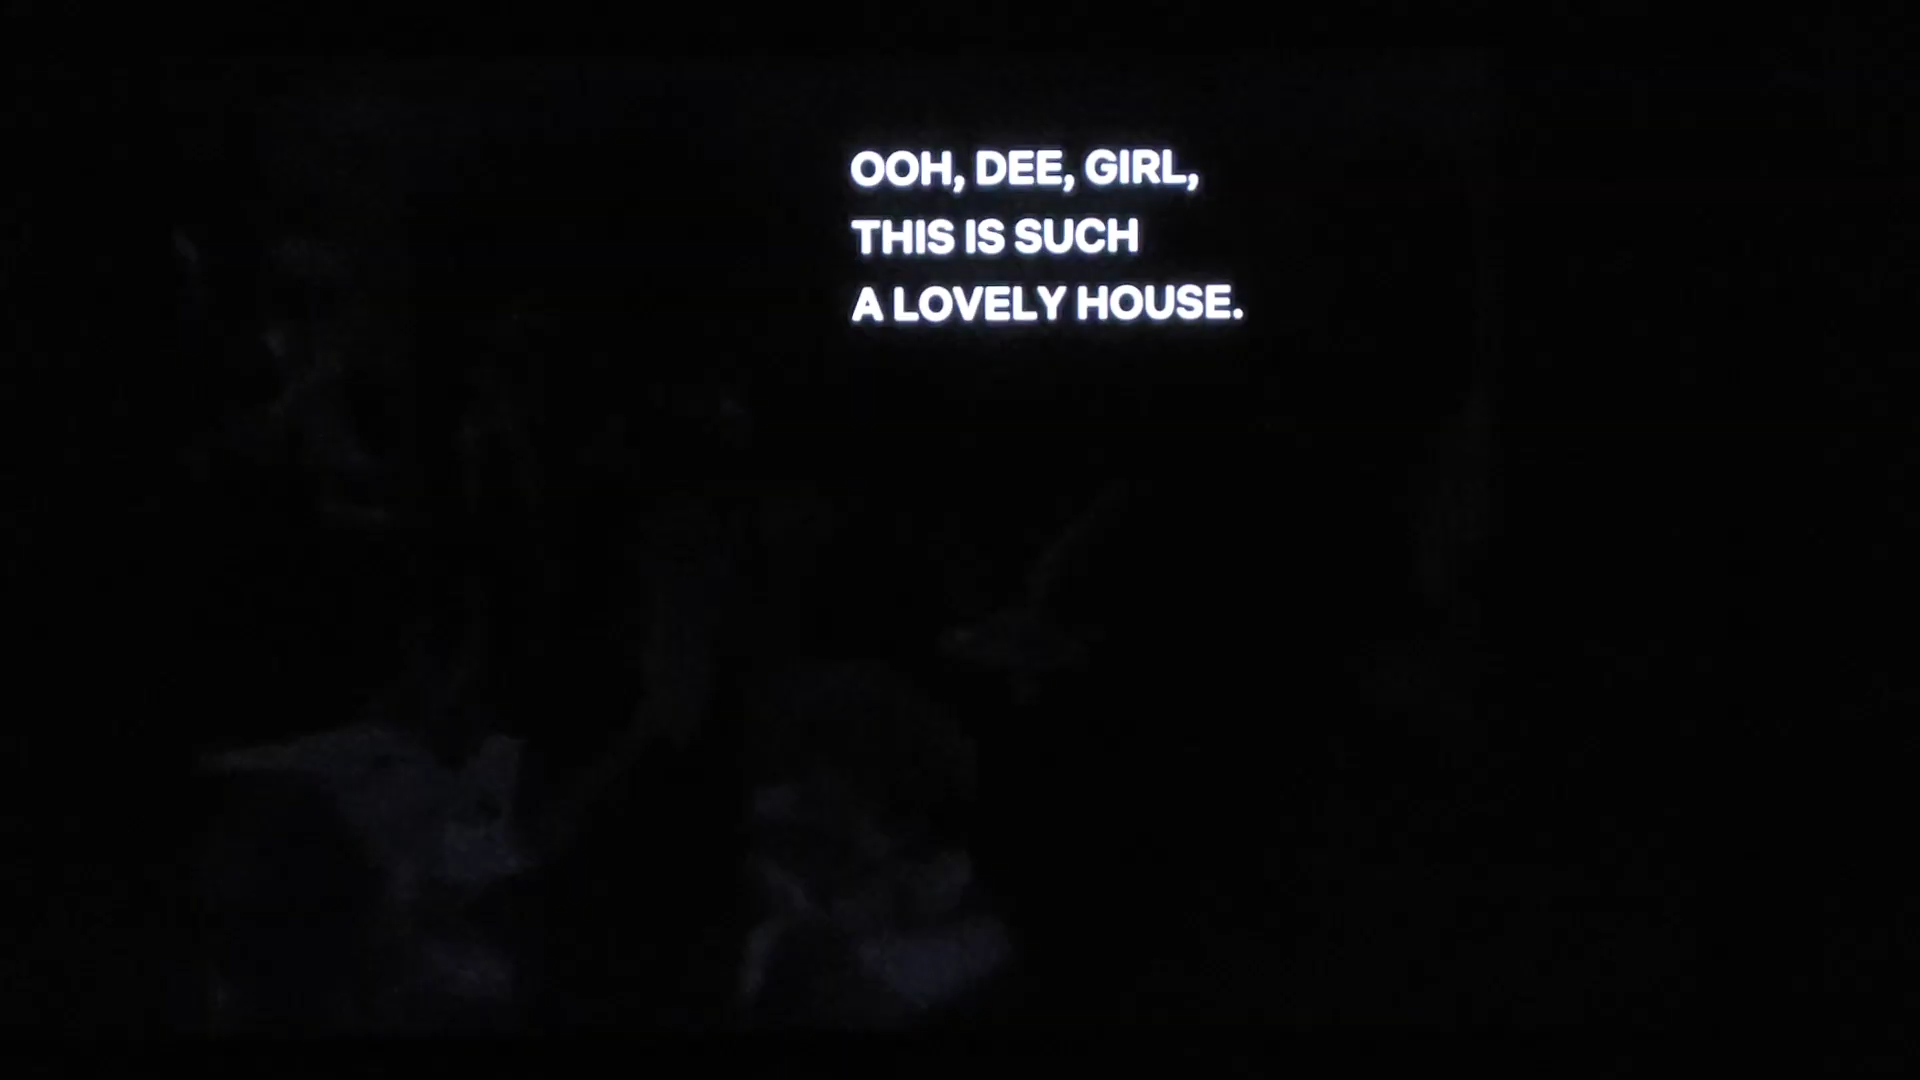 OOH, DEE, GIRL,
THIS IS SUCH
A LOVELY HOUSE.